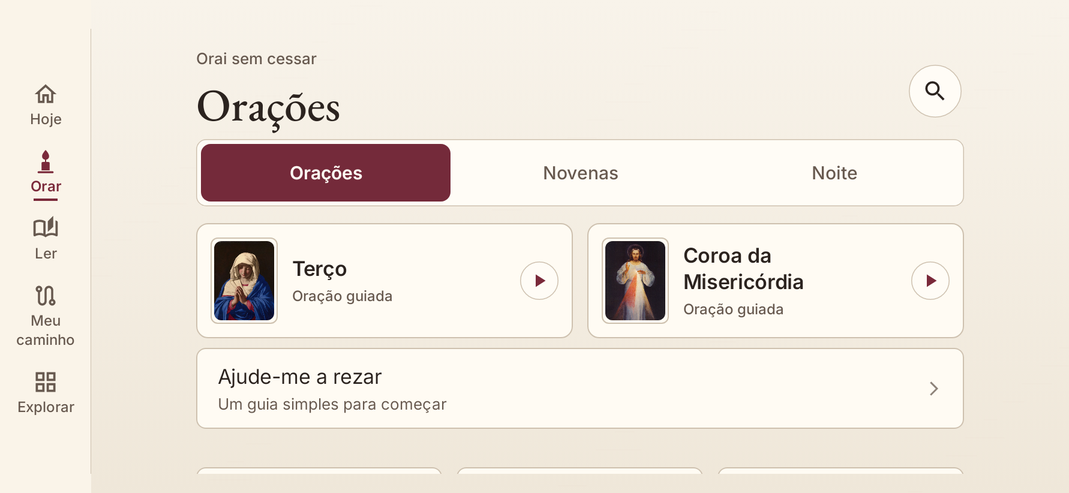 Hoje
Orar
Ler
Meu
caminho
Explorar
Orai sem cessar
Orações
Orações
Novenas
Noite
Terço
Oração guiada
Coroa da
Misericórdia
Oração guiada
Ajude-me a rezar
Um guia simples para começar